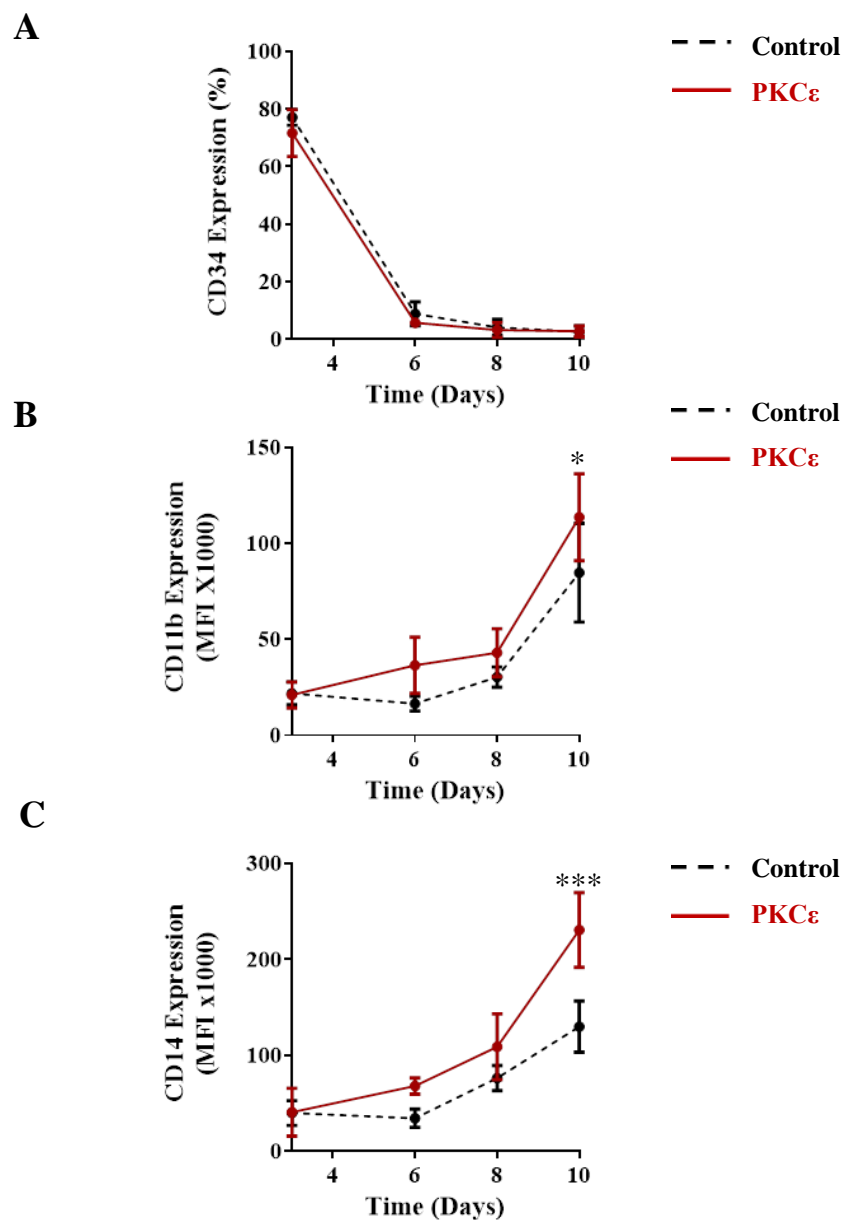 A
Control
PKCε
CD34 Expression (%)
100
80
60
40
20
0
4 6 8 10
Time (Days)
B
Control
PKCε
CD11b Expression
(MFI X1000)
*
150
100
50
0
4 6 8 10
Time (Days)
C
Control
PKCε
CD14 Expression
(MFI x1000)
***
300
200
100
0
4 6 8 10
Time (Days)